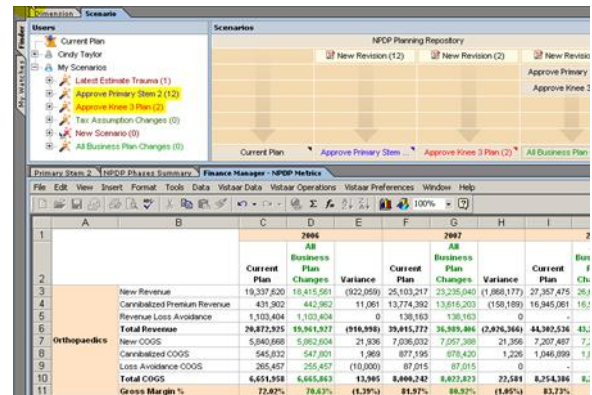 Dimension Scenario
Finder
My Watches
Users
Current Plan
Cindy Taylor
My Scenarios
Latest Estimate Trauma (1)
Approve Primary Stem 2 (12)
Approve Knee 3 Plan (2)
Tax Assumption Changes (0)
New Scenario (0)
All Business Plan Changes (0)
Scenarios
NPDP Planning Repository
New Revision (12) New Revision (2) New Revisio
Approve Primary
Approve Knee 3
Current Plan Approve Primary Stem ... Approve Knee 3 Plan (2) All Business Plan
Primary Stem 2 NPDP Phases Summary Finance Manager - NPDP Metrics
File Edit View Insert Format Tools Data Vistaar Data Vistaar Operations Vistaar Preferences Window Help
100%
A B C D E F G H I
1 2006 2007 2
2 Current Plan All Business Plan Changes Variance Current Plan All Business Plan Changes Variance Current Plan
3 New Revenue 19,337,620 18,415,561 (922,059) 25,103,217 23,235,040 (1,868,177) 27,357,475
4 Cannibalized Premium Revenue 431,902 442,962 11,061 13,774,392 13,616,203 (158,189) 16,945,061
5 Revenue Loss Avoidance 1,103,404 1,103,404 0 138,163 138,163 0 -
6 Total Revenue 20,872,925 19,961,927 (910,998) 39,015,772 36,989,406 (2,026,366) 44,302,536
7 Orthopaedics New COGS 5,840,668 5,862,604 21,936 7,036,032 7,057,388 21,356 7,207,487
8 Cannibalized COGS 545,832 547,801 1,969 877,195 878,420 1,226 1,046,899
9 Loss Avoidance COGS 265,457 255,457 (10,000) 87,015 87,015 0 -
10 Total COGS 6,651,958 6,665,863 13,905 8,000,242 8,022,823 22,581 8,254,386
11 Gross Margin % 72.02% 70.63% (1.39%) 81.97% 80.92% (1.05%) 83.73%